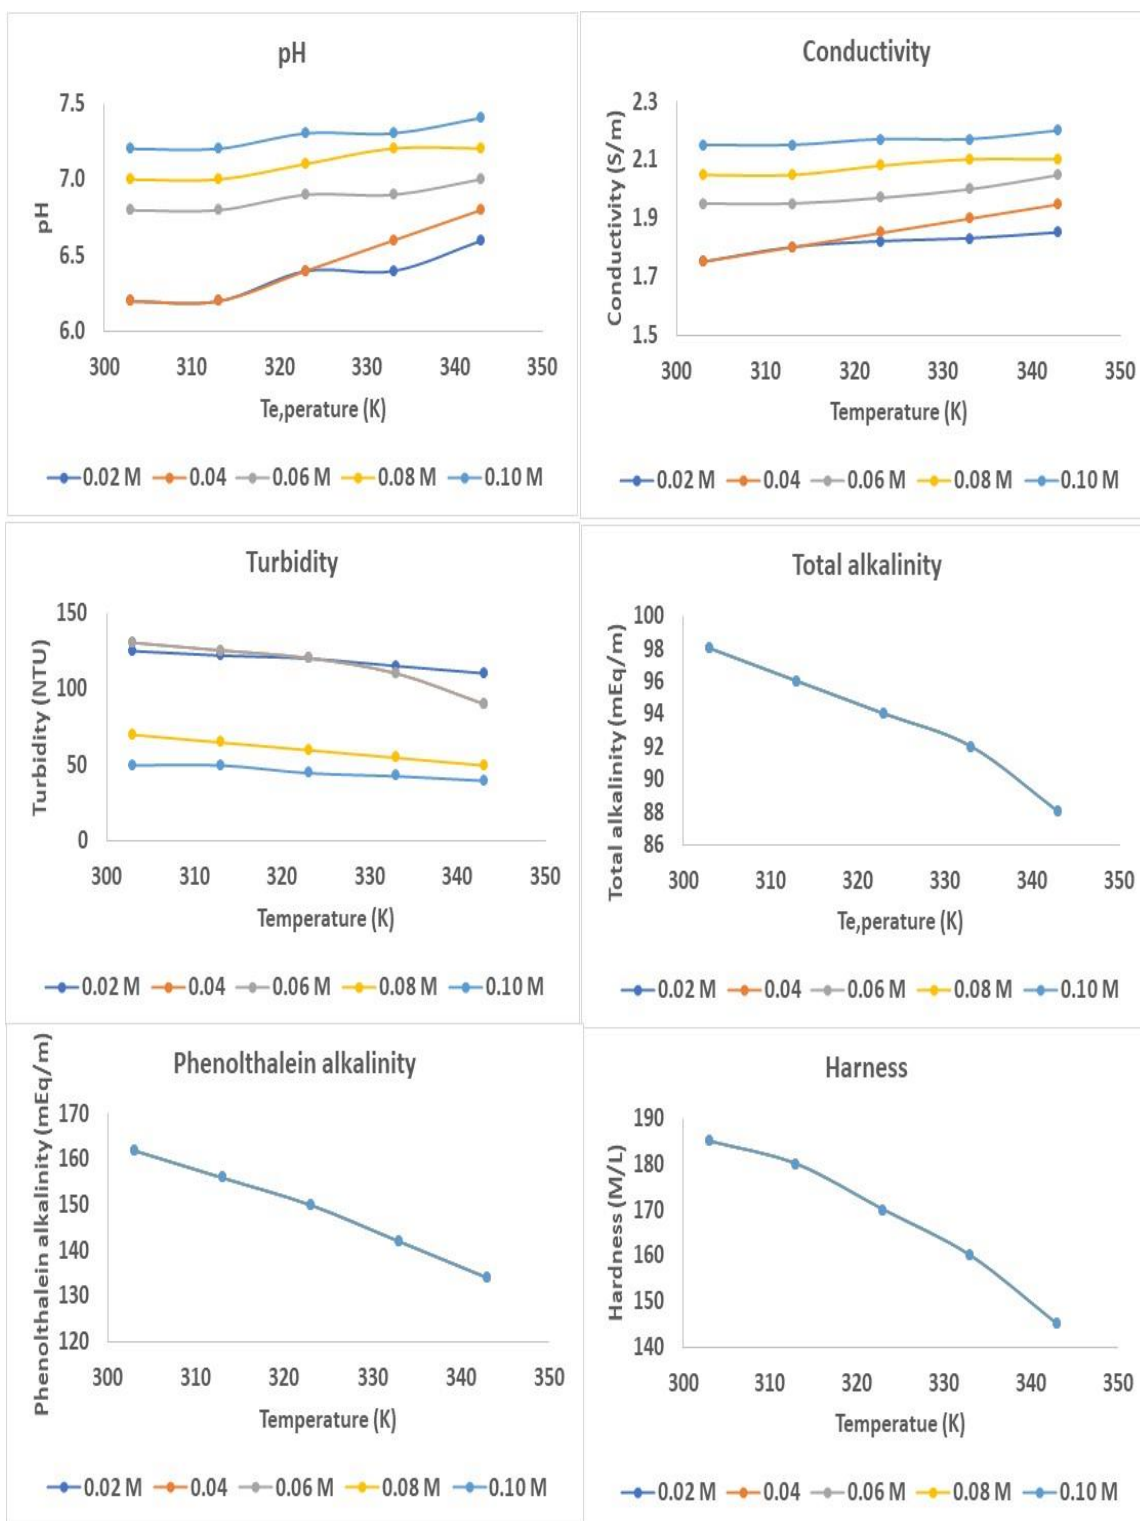 pH
7.5
7.0
6.5
6.0
pH
300 310 320 330 340 350
Te,perature (K)
0.02 M 0.04 0.06 M 0.08 M 0.10 M
Conductivity
2.3
2.1
1.9
1.7
1.5
Conductivity (S/m)
300 310 320 330 340 350
Temperature (K)
0.02 M 0.04 0.06 M 0.08 M 0.10 M
Turbidity
150
100
50
0
Turbidity (NTU)
300 310 320 330 340 350
Temperature (K)
0.02 M 0.04 0.06 M 0.08 M 0.10 M
Total alkalinity
100
98
96
94
92
90
88
86
Total alkalinity (mEq/m)
300 310 320 330 340 350
Te,perature (K)
0.02 M 0.04 0.06 M 0.08 M 0.10 M
Phenolthalein alkalinity
170
160
150
140
130
120
Phenolthalein alkalinity (mEq/m)
300 310 320 330 340 350
Temperature (K)
0.02 M 0.04 0.06 M 0.08 M 0.10 M
Harness
190
180
170
160
150
140
Hardness (M/L)
300 310 320 330 340 350
Temperatue (K)
0.02 M 0.04 0.06 M 0.08 M 0.10 M